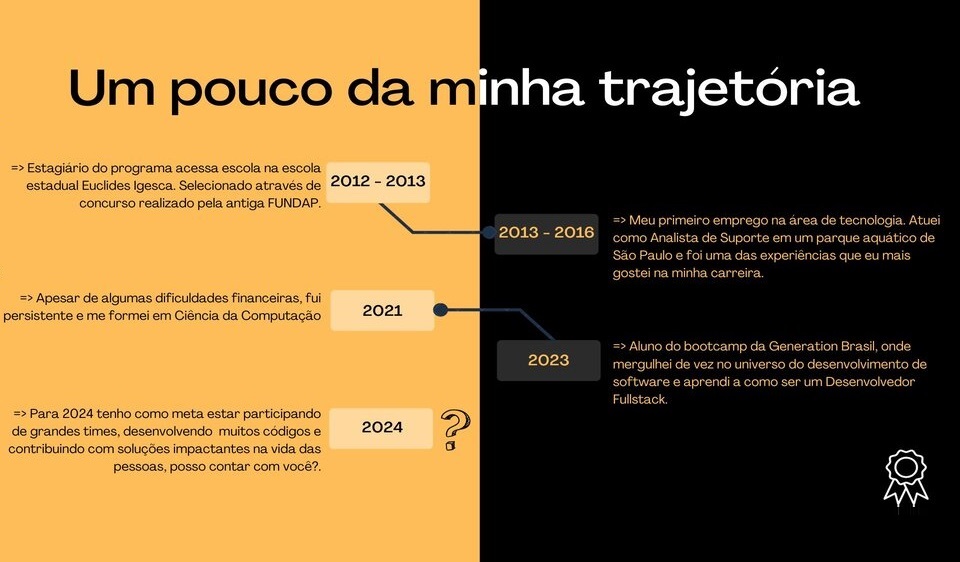 Um pouco da minha trajetória
=> Estagiário do programa acessa escola na escola
estadual Euclides Igesca. Selecionado através de
concurso realizado pela antiga FUNDAP.
2012 - 2013
2013 - 2016
=> Meu primeiro emprego na área de tecnologia. Atuei
como Analista de Suporte em um parque aquático de
São Paulo e foi uma das experiências que eu mais
gostei na minha carreira.
=> Apesar de algumas dificuldades financeiras, fui
persistente e me formei em Ciência da Computação
2021
2023
=> Aluno do bootcamp da Generation Brasil, onde
mergulhei de vez no universo do desenvolvimento de
software e aprendi a como ser um Desenvolvedor
Fullstack.
=> Para 2024 tenho como meta estar participando
de grandes times, desenvolvendo  muitos códigos e
contribuindo com soluções impactantes na vida das
pessoas, posso contar com você?.
2024
?